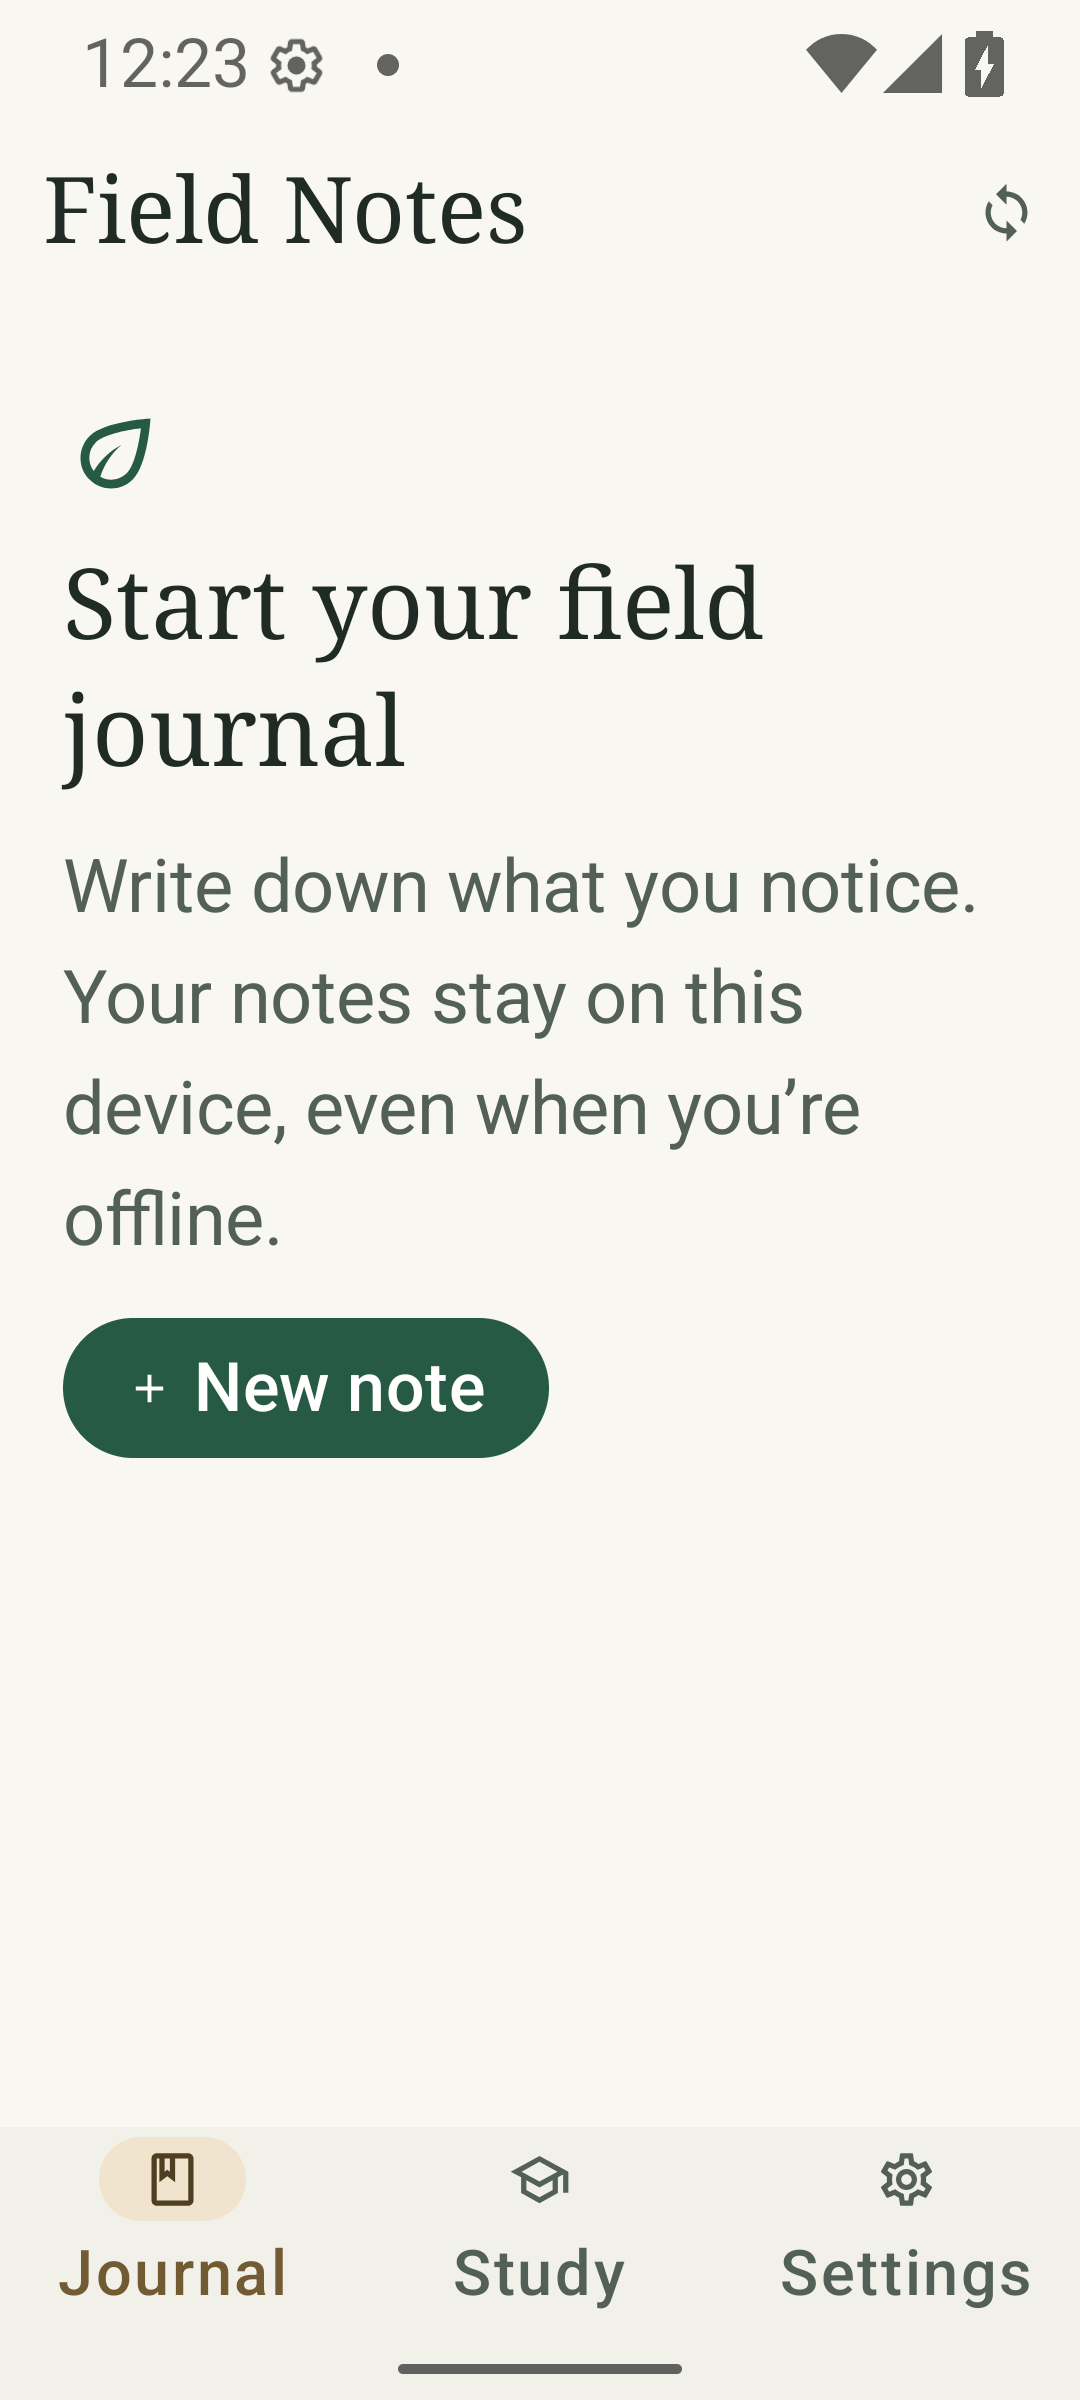 12:23
Field Notes
Start your field
journal
Write down what you notice.
Your notes stay on this
device, even when you’re
offline.
+ New note
Journal
Study
Settings